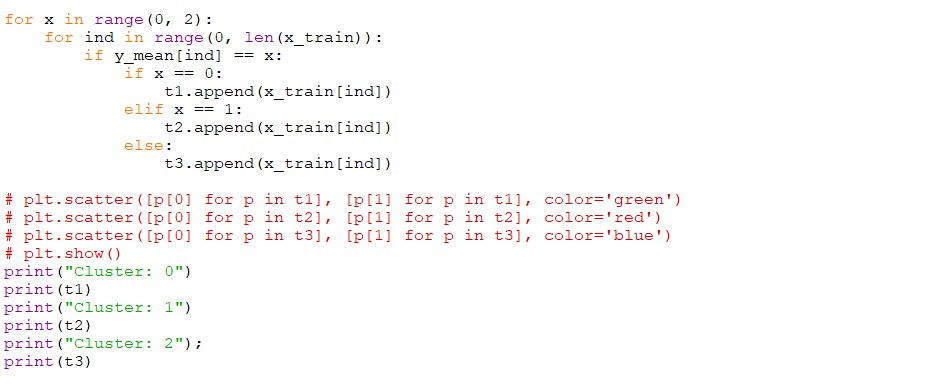 for x in range(0, 2):
    for ind in range(0, len(x_train)):
        if y_mean[ind] == x:
            if x == 0:
                t1.append(x_train[ind])
            elif x == 1:
                t2.append(x_train[ind])
            else:
                t3.append(x_train[ind])

# plt.scatter([p[0] for p in t1], [p[1] for p in t1], color='green')
# plt.scatter([p[0] for p in t2], [p[1] for p in t2], color='red')
# plt.scatter([p[0] for p in t3], [p[1] for p in t3], color='blue')
# plt.show()
print("Cluster: 0")
print(t1)
print("Cluster: 1")
print(t2)
print("Cluster: 2");
print(t3)